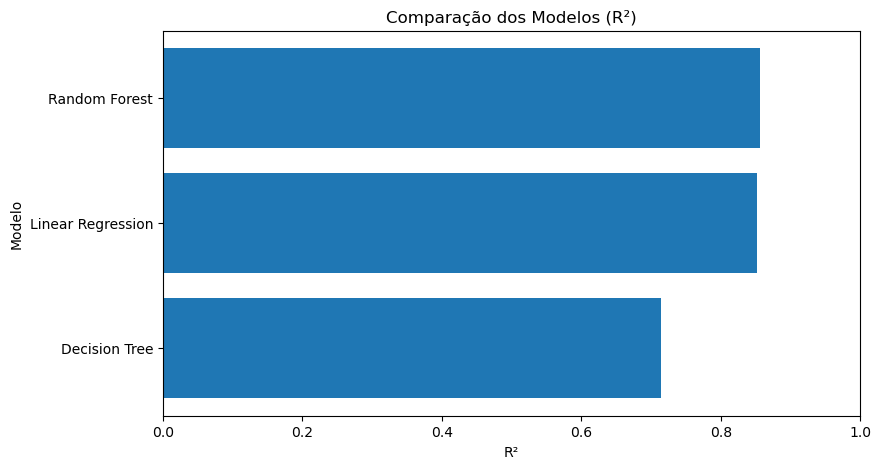 Comparação dos Modelos (R²)
Modelo
Random Forest
Linear Regression
Decision Tree
0.0 0.2 0.4 0.6 0.8 1.0
R²